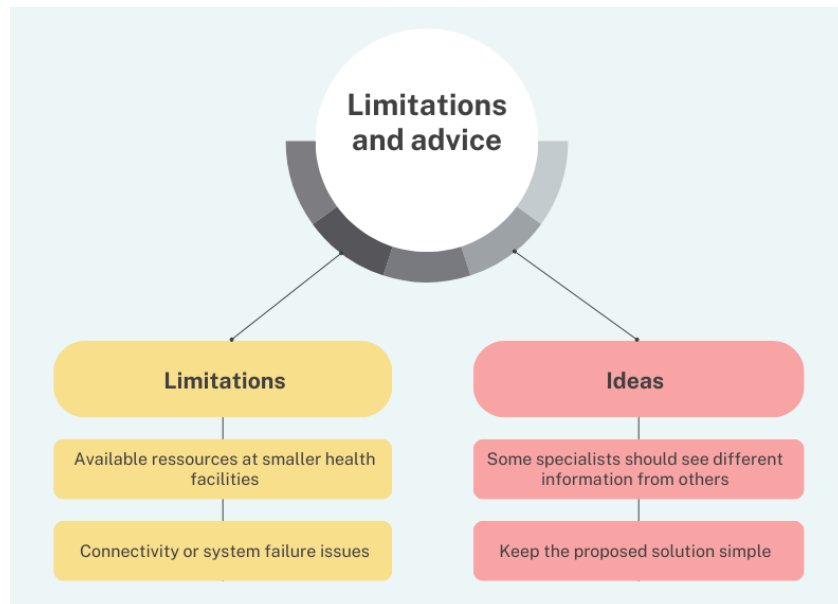 Limitations
and advice
Limitations
Available ressources at smaller health
facilities
Connectivity or system failure issues
Ideas
Some specialists should see different
information from others
Keep the proposed solution simple